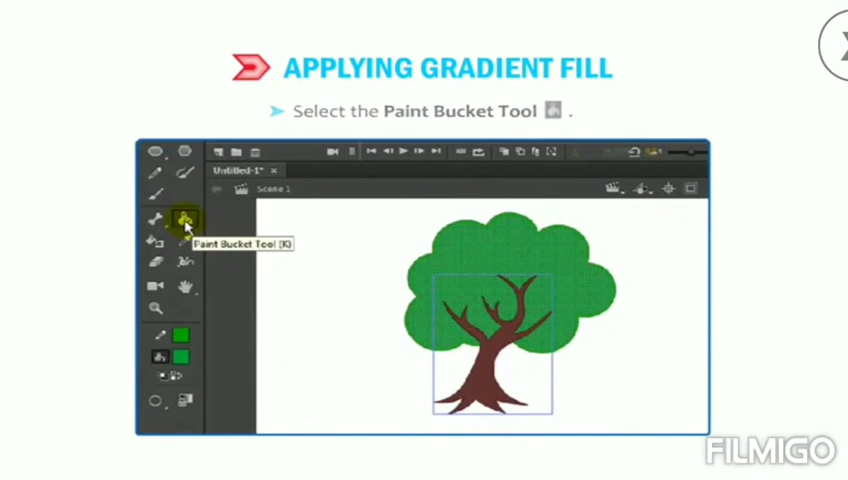 APPLYING GRADIENT FILL
Select the Paint Bucket Tool .
Untitled-1* ×
Scene 1
Paint Bucket Tool (K)
FILMIGO